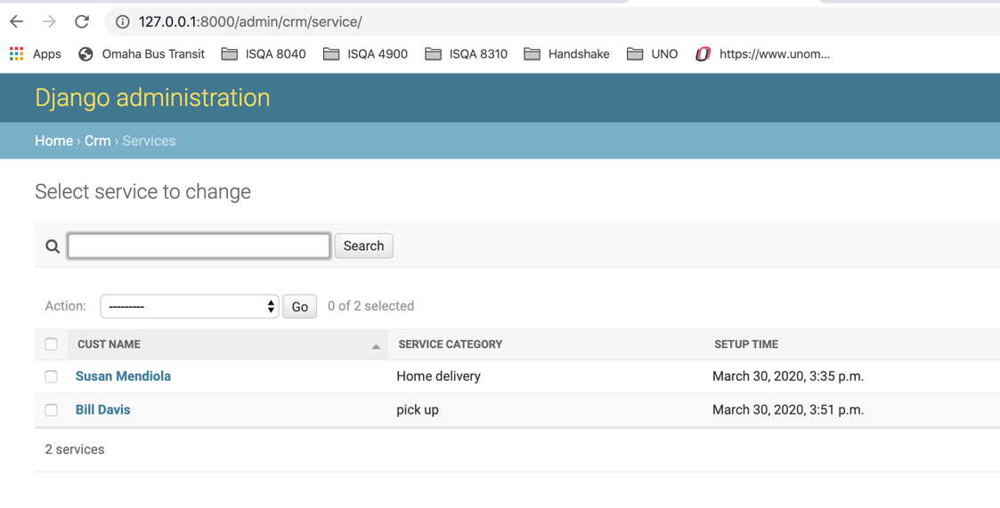 127.0.0.1:8000/admin/crm/service/
Apps Omaha Bus Transit ISQA 8040 ISQA 4900 ISQA 8310 Handshake UNO https://www.unom...
Django administration
Home › Crm › Services
Select service to change
Search
Action: --------- Go 0 of 2 selected
CUST NAME SERVICE CATEGORY SETUP TIME
Susan Mendiola Home delivery March 30, 2020, 3:35 p.m.
Bill Davis pick up March 30, 2020, 3:51 p.m.
2 services